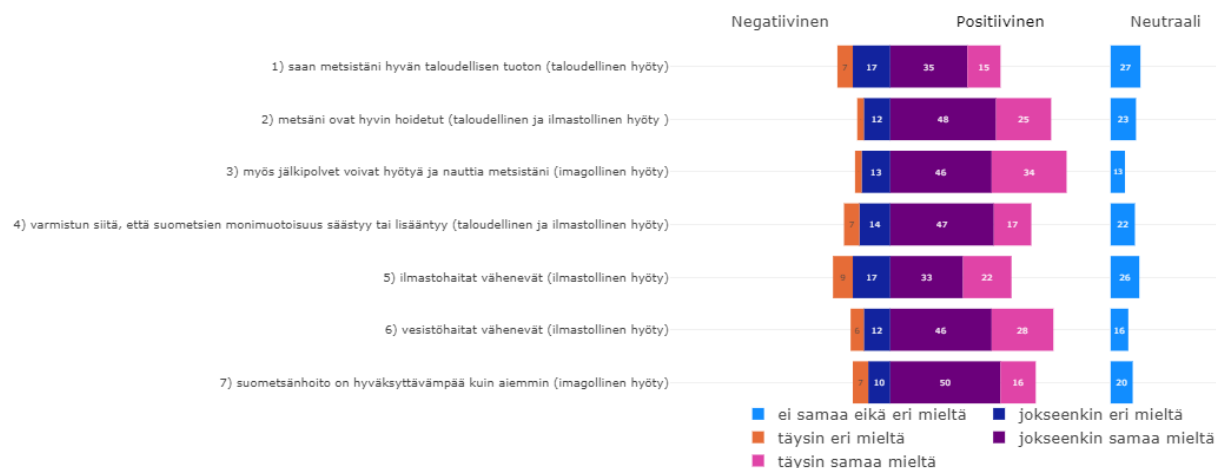 Negatiivinen Positiivinen Neutraali
1) saan metsistäni hyvän taloudellisen tuoton (taloudellinen hyöty) 7 17 35 15 27
2) metsäni ovat hyvin hoidetut (taloudellinen ja ilmastollinen hyöty ) 12 48 25 23
3) myös jälkipolvet voivat hyötyä ja nauttia metsistäni (imagollinen hyöty) 13 46 34 13
4) varmistun siitä, että suometsien monimuotoisuus säästyy tai lisääntyy (taloudellinen ja ilmastollinen hyöty) 7 14 47 17 22
5) ilmastohaitat vähenevät (ilmastollinen hyöty) 9 17 33 22 26
6) vesistöhaitat vähenevät (ilmastollinen hyöty) 6 12 46 28 16
7) suometsänhoito on hyväksyttävämpää kuin aiemmin (imagollinen hyöty) 7 10 50 16 20
ei samaa eikä eri mieltä jokseenkin eri mieltä
täysin eri mieltä jokseenkin samaa mieltä
täysin samaa mieltä